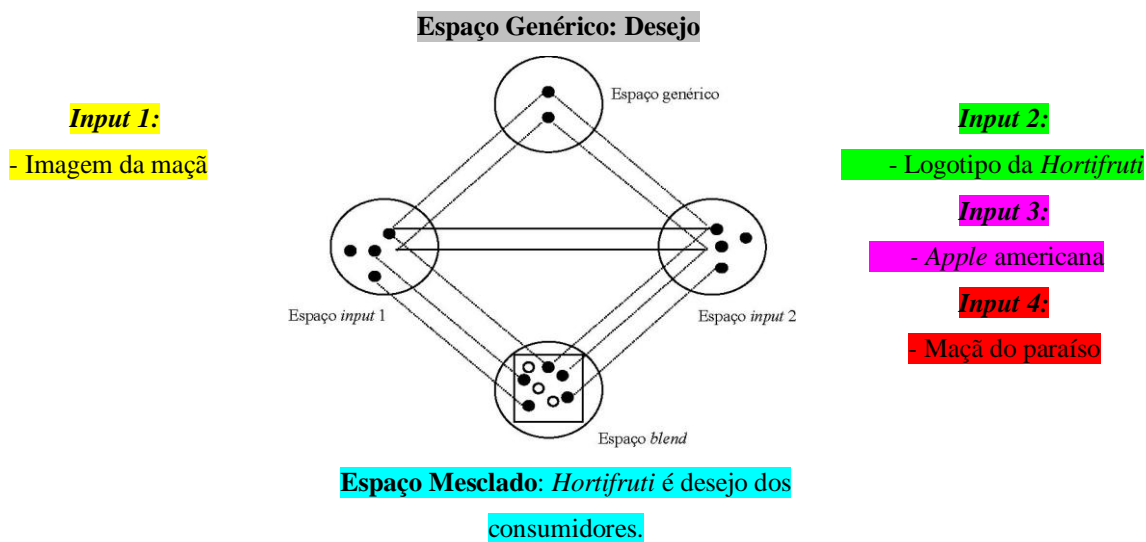 Espaço Genérico: Desejo
Espaço genérico
Input 1:
- Imagem da maçã
Input 2:
- Logotipo da Hortifruti
Input 3:
- Apple americana
Input 4:
- Maçã do paraíso
Espaço input 1
Espaço input 2
Espaço blend
Espaço Mesclado: Hortifruti é desejo dos
consumidores.